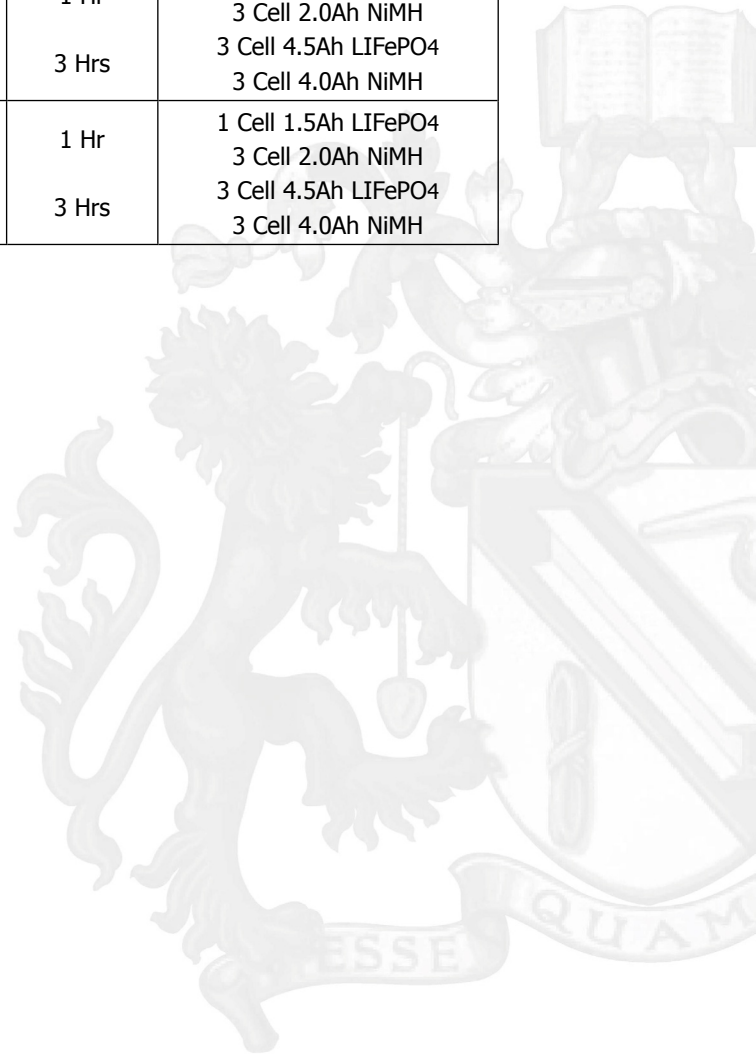 1 Hr
3 Cell 2.0Ah NiMH
3 Hrs
3 Cell 4.5Ah LIFePO4
3 Cell 4.0Ah NiMH
1 Hr
1 Cell 1.5Ah LIFePO4
3 Cell 2.0Ah NiMH
3 Hrs
3 Cell 4.5Ah LIFePO4
3 Cell 4.0Ah NiMH
ESSE
QUAM